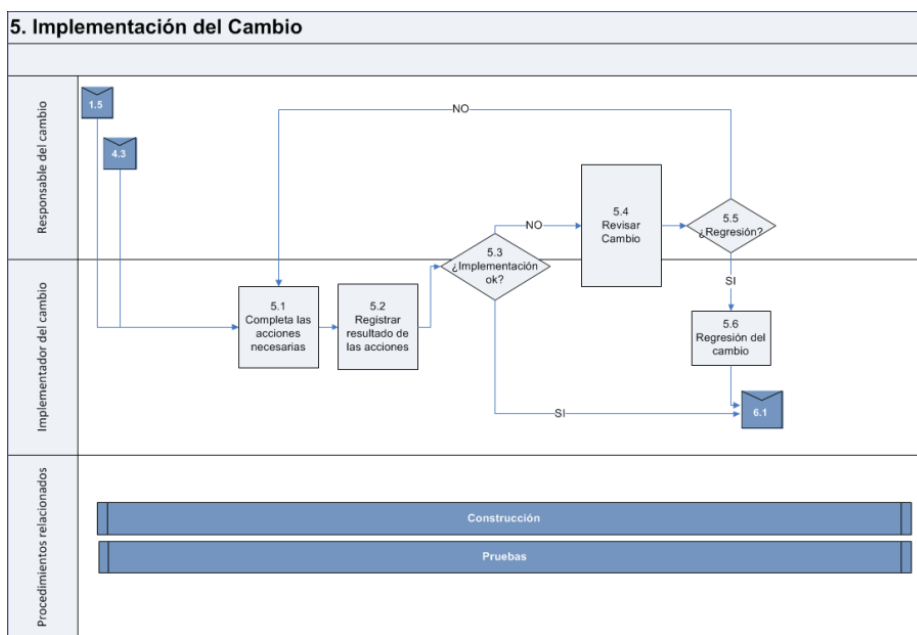 5. Implementación del Cambio
Responsable del cambio
1.5
4.3
NO
NO
5.4
Revisar
Cambio
5.5
¿Regresión?
5.3
¿Implementación
ok?
SI
Implementador del cambio
5.1
Completa las
acciones
necesarias
5.2
Registrar
resultado de
las acciones
5.6
Regresión del
cambio
SI
6.1
Procedimientos relacionados
Construcción
Pruebas